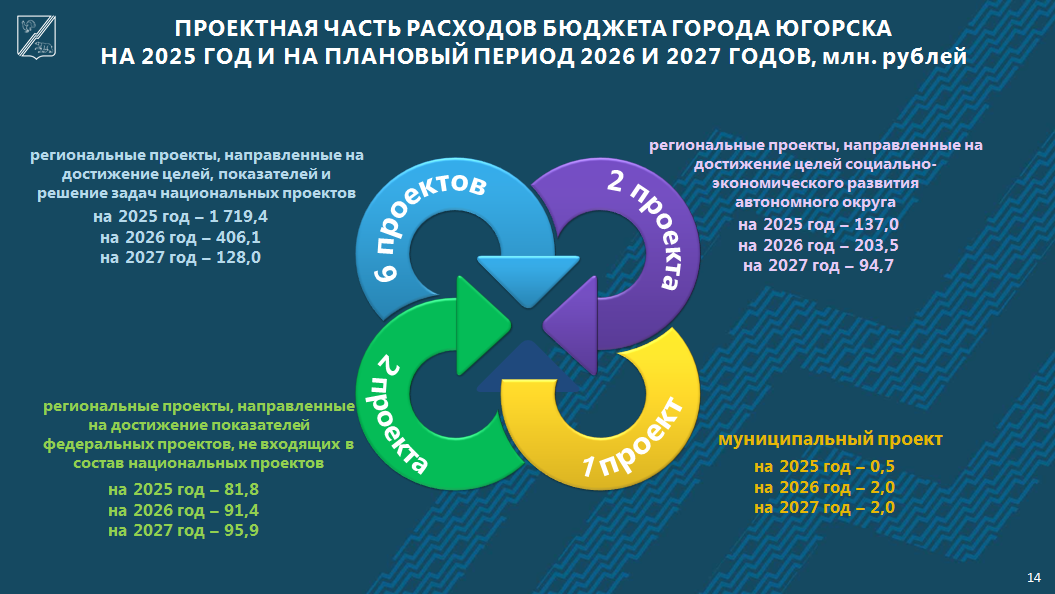 ПРОЕКТНАЯ ЧАСТЬ РАСХОДОВ БЮДЖЕТА ГОРОДА ЮГОРСКА
НА 2025 ГОД И НА ПЛАНОВЫЙ ПЕРИОД 2026 И 2027 ГОДОВ, млн. рублей
региональные проекты, направленные на
достижение целей, показателей и
решение задач национальных проектов
на 2025 год – 1 719,4
на 2026 год – 406,1
на 2027 год – 128,0
6 проектов
2 проекта
региональные проекты, направленные на
достижение целей социально-
экономического развития
автономного округа
на 2025 год – 137,0
на 2026 год – 203,5
на 2027 год – 94,7
региональные проекты, направленные
на достижение показателей
федеральных проектов, не входящих в
состав национальных проектов
на 2025 год – 81,8
на 2026 год – 91,4
на 2027 год – 95,9
2проекта
1проект
муниципальный проект
на 2025 год – 0,5
на 2026 год – 2,0
на 2027 год – 2,0
14